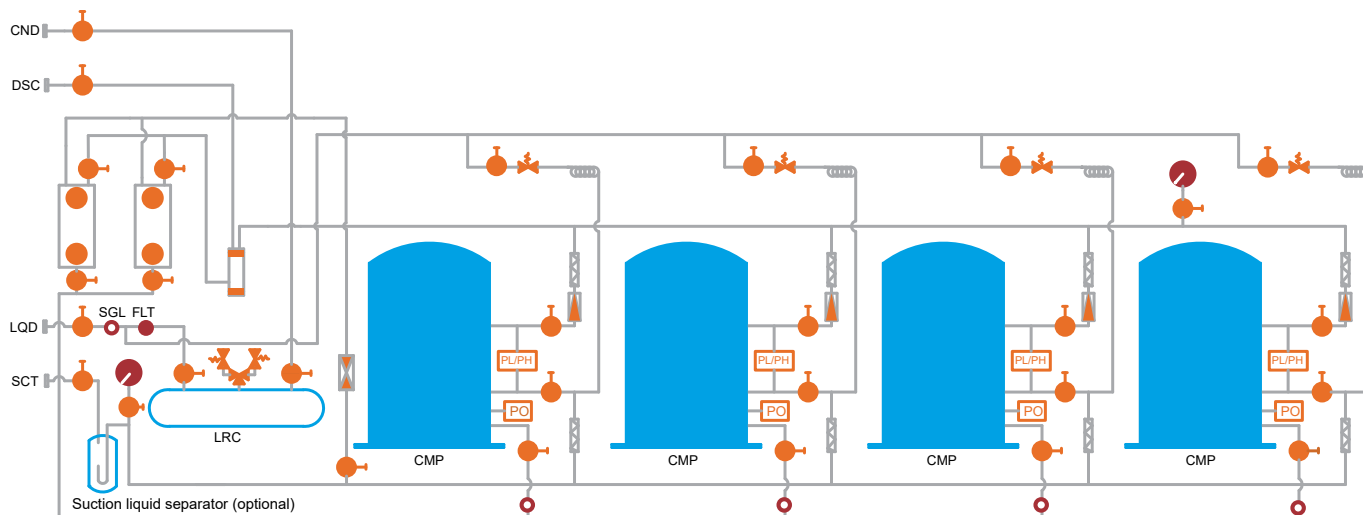 CND
DSC
SGL FLT
LQD
PL/PH PL/PH PL/PH PL/PH
SCT
PO PO PO PO
LRC
CMP CMP CMP CMP
Suction liquid separator (optional)